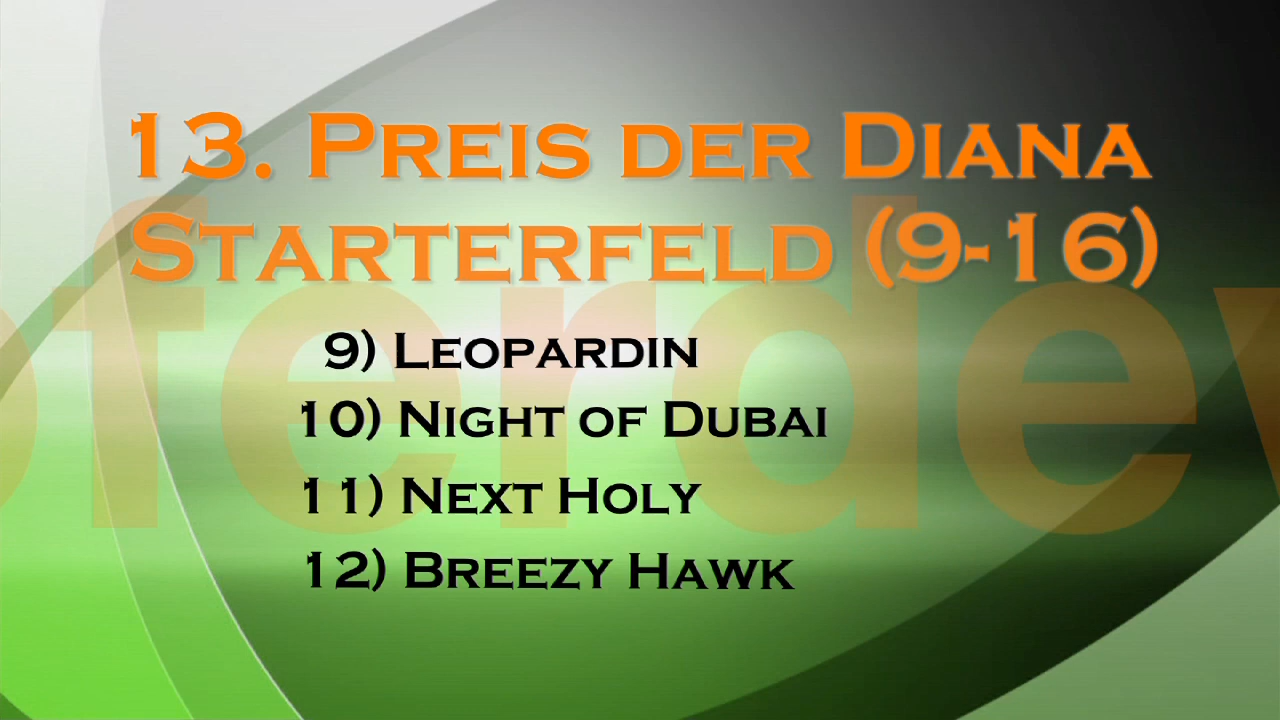 13. Preis der Diana
Starterfeld (9-16)
9) Leopardin
10) Night of Dubai
11) Next Holy
12) Breezy Hawk